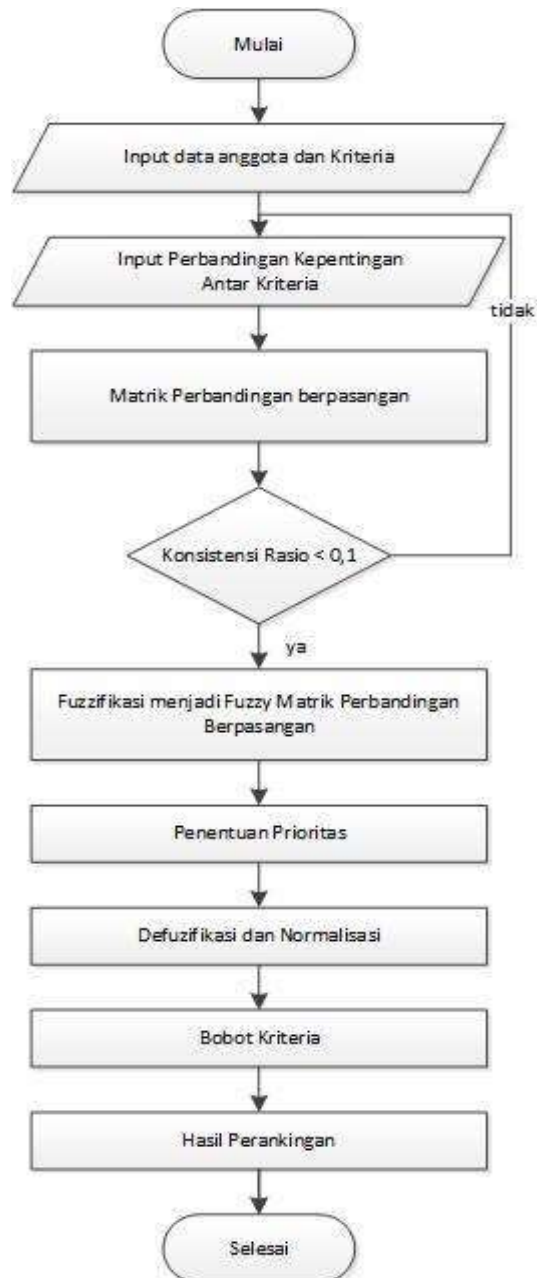 Mulai
Input data anggota dan Kriteria
Input Perbandingan Kepentingan
Antar Kriteria
tidak
Matrik Perbandingan berpasangan
Konsistensi Rasio < 0,1
ya
Fuzzifikasi menjadi Fuzzy Matrik Perbandingan
Berpasangan
Penentuan Prioritas
Defuzifikasi dan Normalisasi
Bobot Kriteria
Hasil Perankingan
Selesai